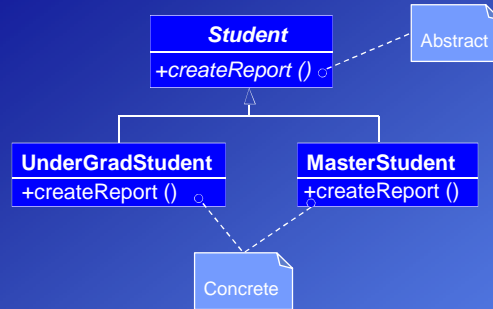 Student
Abstract
+createReport ()
UnderGradStudent
+createReport ()
MasterStudent
+createReport ()
Concrete